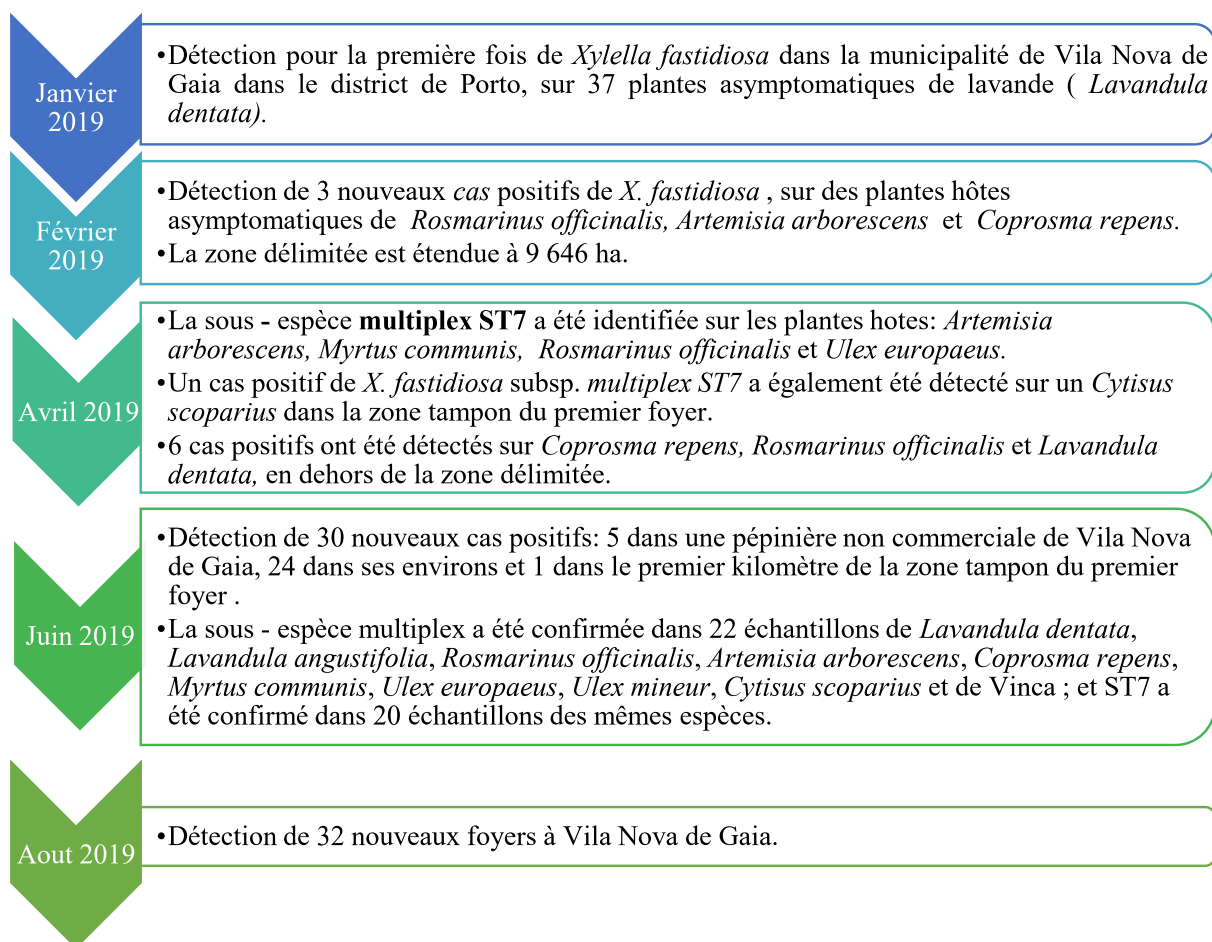 Janvier
2019
•Détection pour la première fois de Xylella fastidiosa dans la municipalité de Vila Nova de
Gaia dans le district de Porto, sur 37 plantes asymptomatiques de lavande ( Lavandula
dentata).
Février
2019
•Détection de 3 nouveaux cas positifs de X. fastidiosa , sur des plantes hôtes
asymptomatiques de Rosmarinus officinalis, Artemisia arborescens et Coprosma repens.
•La zone délimitée est étendue à 9 646 ha.
Avril 2019
•La sous - espèce multiplex ST7 a été identifiée sur les plantes hotes: Artemisia
arborescens, Myrtus communis, Rosmarinus officinalis et Ulex europaeus.
•Un cas positif de X. fastidiosa subsp. multiplex ST7 a également été détecté sur un Cytisus
scoparius dans la zone tampon du premier foyer.
•6 cas positifs ont été détectés sur Coprosma repens, Rosmarinus officinalis et Lavandula
dentata, en dehors de la zone délimitée.
Juin 2019
•Détection de 30 nouveaux cas positifs: 5 dans une pépinière non commerciale de Vila Nova
de Gaia, 24 dans ses environs et 1 dans le premier kilomètre de la zone tampon du premier
foyer .
•La sous - espèce multiplex a été confirmée dans 22 échantillons de Lavandula dentata,
Lavandula angustifolia, Rosmarinus officinalis, Artemisia arborescens, Coprosma repens,
Myrtus communis, Ulex europaeus, Ulex mineur, Cytisus scoparius et de Vinca ; et ST7 a
été confirmé dans 20 échantillons des mêmes espèces.
Aout 2019
•Détection de 32 nouveaux foyers à Vila Nova de Gaia.